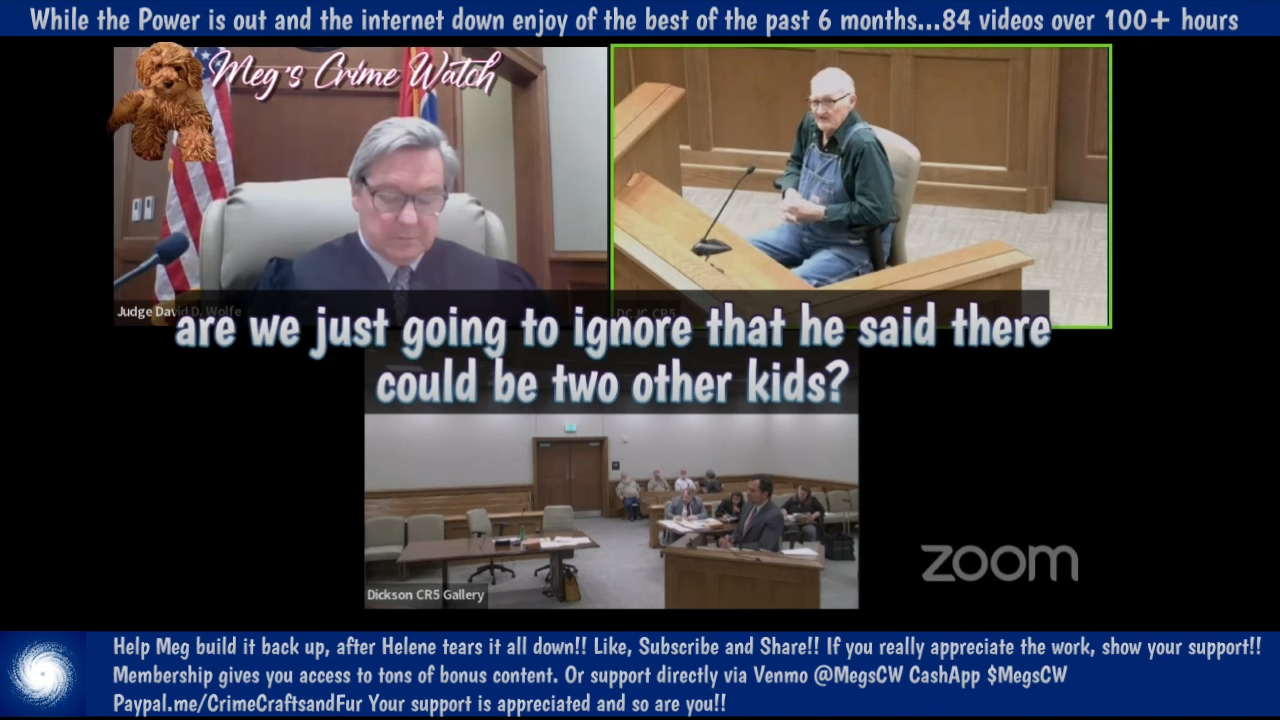 While the Power is out and the internet down enjoy of the best of the past 6 months...84 videos over 100+ hours
Meg's Crime Watch
Judge David D. Wolfe
DCJC CR5
are we just going to ignore that he said there
could be two other kids?
Dickson CR5 Gallery
zoom
Help Meg build it back up, after Helene tears it all down!! Like, Subscribe and Share!! If you really appreciate the work, show your support!!
Membership gives you access to tons of bonus content. Or support directly via Venmo @MegsCW CashApp $MegsCW
Paypal.me/CrimeCraftsandFur Your support is appreciated and so are you!!